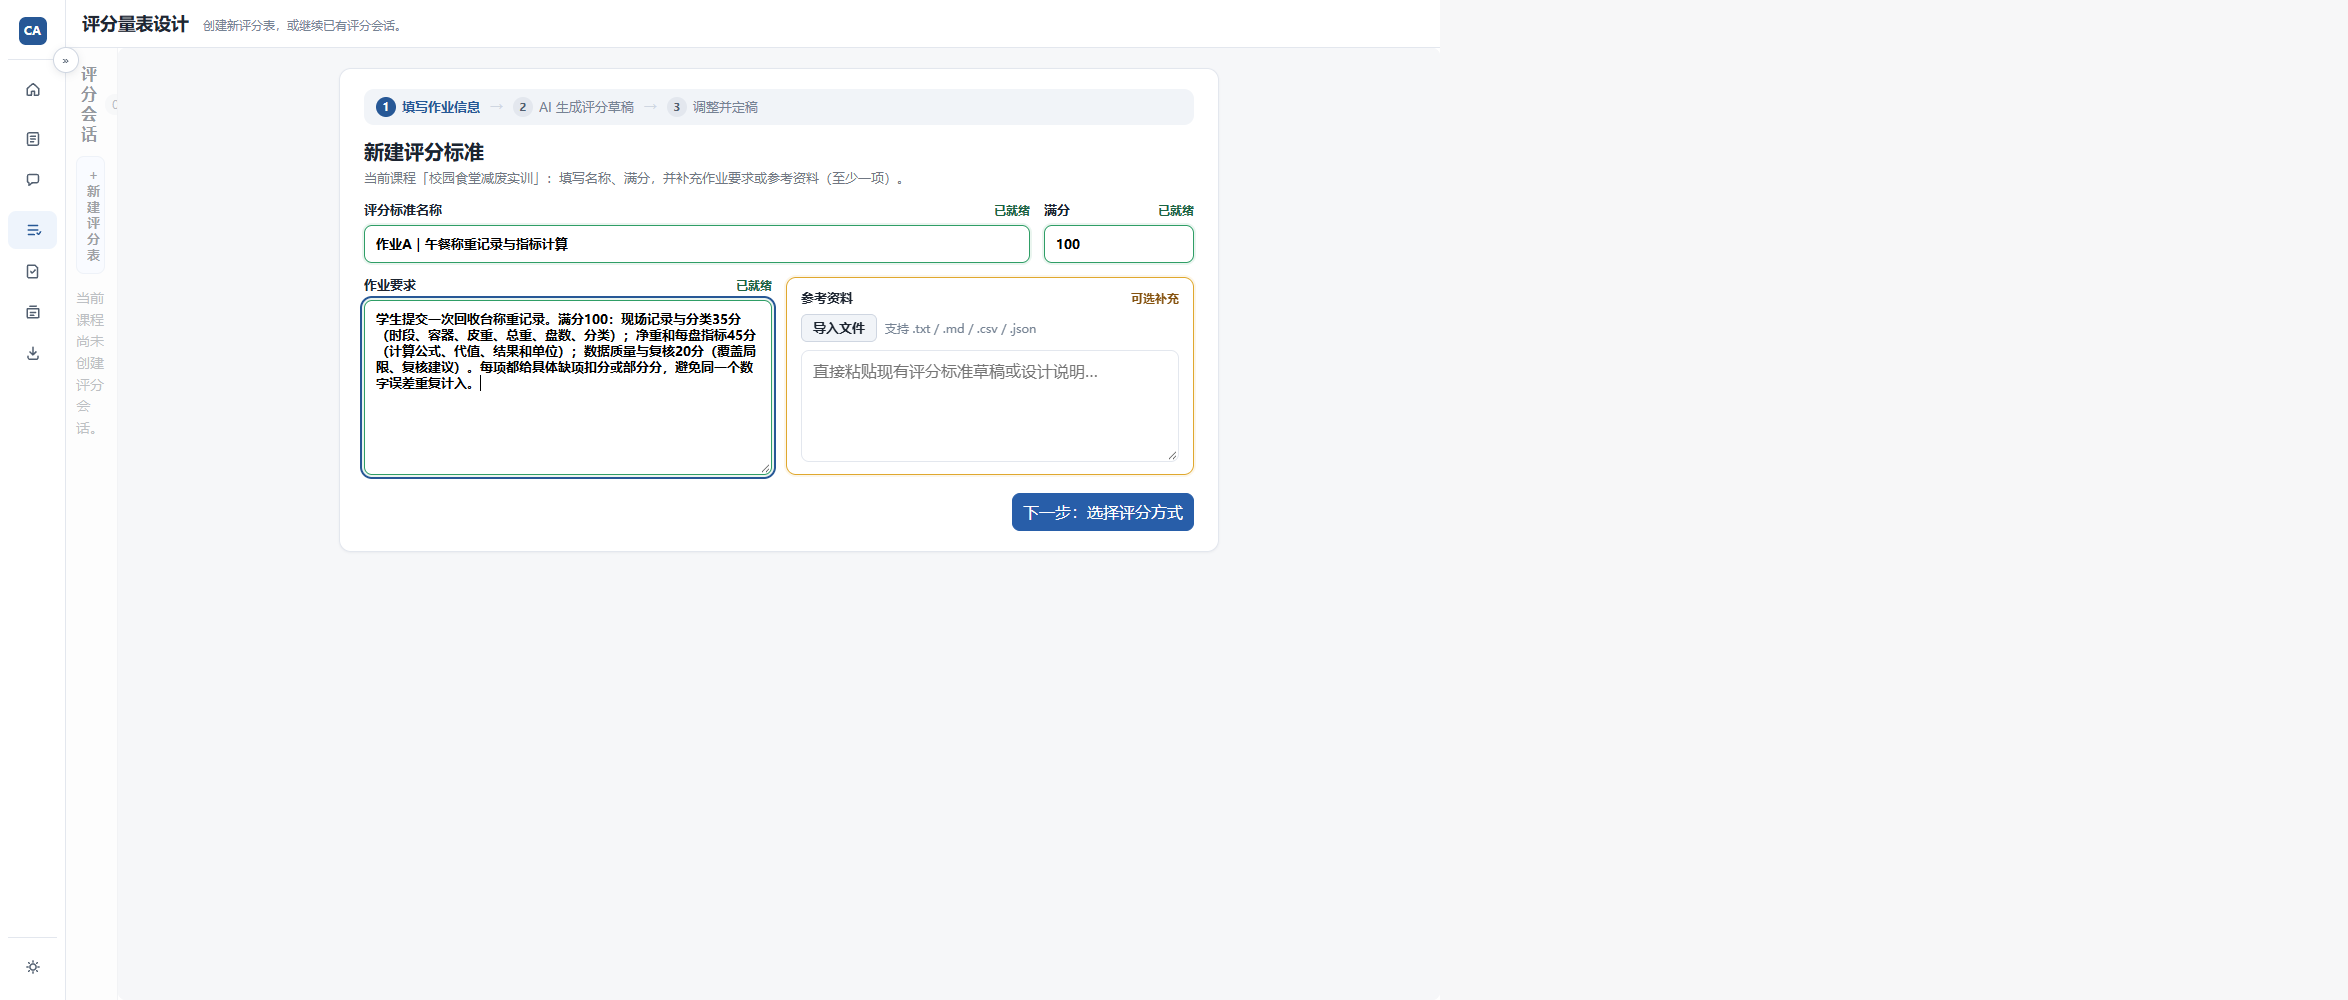 CA
评分量表设计
创建新评分表，或继续已有评分会话。
»
评分会话
+
新建评分表
当前
课程
尚未
创建
评分
会
话。
1 填写作业信息 → 2 AI 生成评分草稿 → 3 调整并定稿
新建评分标准
当前课程「校园食堂减废实训」：填写名称、满分，并补充作业要求或参考资料（至少一项）。
评分标准名称 已就绪
作业A｜午餐称重记录与指标计算
满分 已就绪
100
作业要求 已就绪
学生提交一次回收台称重记录。满分100：现场记录与分类35分
（时段、容器、皮重、总重、盘数、分类）；净重和每盘指标45分
（计算公式、代值、结果和单位）；数据质量与复核20分（覆盖局
限、复核建议）。每项都给具体缺项扣分或部分分，避免同一个数
字误差重复计入。
参考资料 可选补充
导入文件 支持 .txt / .md / .csv / .json
直接粘贴现有评分标准草稿或设计说明...
下一步：选择评分方式